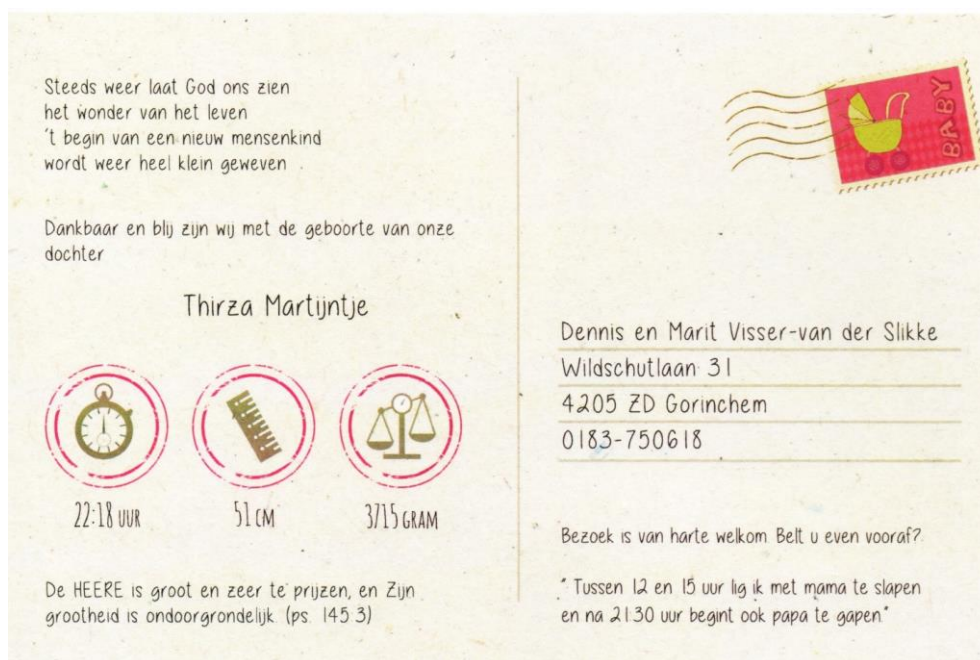 Steeds weer laat God ons zien
het wonder van het leven
't begin van een nieuw mensenkind
wordt weer heel klein geweven
Dankbaar en blij zijn wij met de geboorte van onze
dochter
Thirza Martijntje
22:18 UUR
51 CM
3715 GRAM
De HEERE is groot en zeer te prijzen, en Zijn
grootheid is ondoorgrondelijk. (ps. 145:3)
BABY
Dennis en Marit Visser-van der Slikke
Wildschutlaan 31
4205 ZD Gorinchem
0183-750618
Bezoek is van harte welkom. Belt u even vooraf?
" Tussen 12 en 15 uur lig ik met mama te slapen
en na 21:30 uur begint ook papa te gapen"